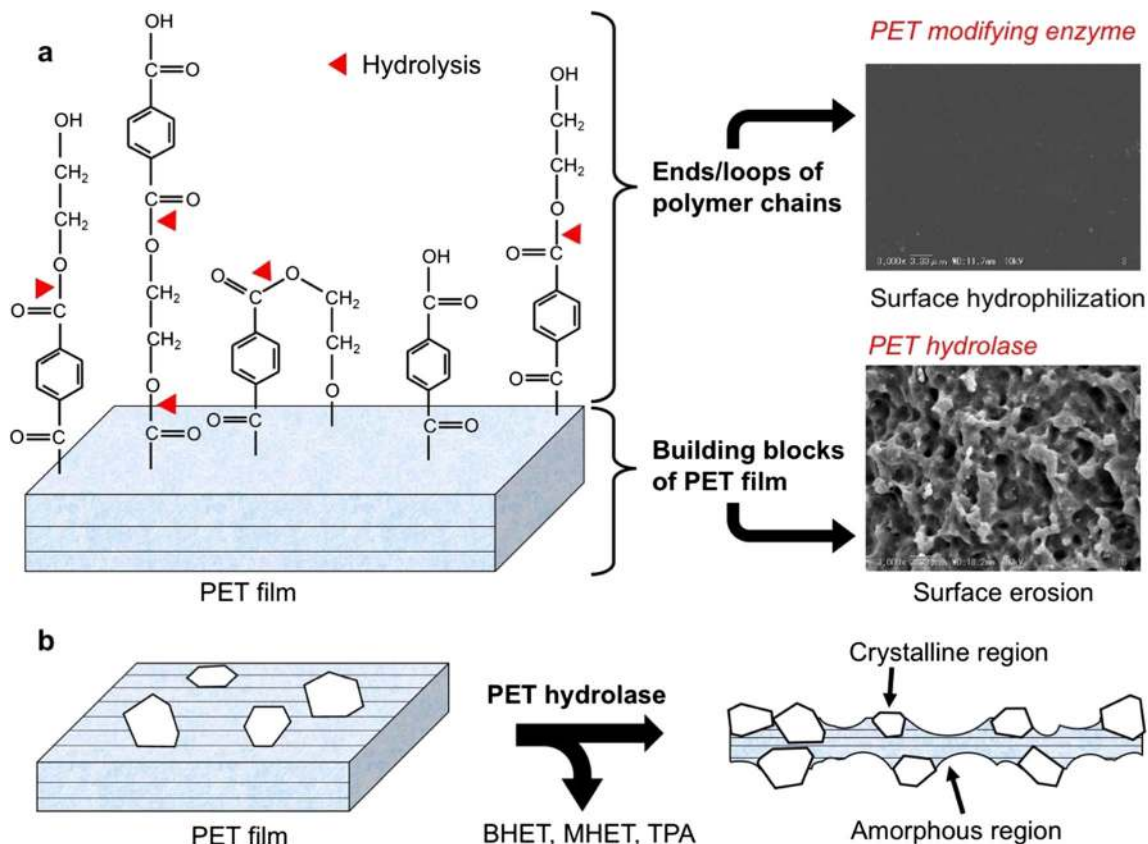 a
OH
C=O
C=O
O
CH₂
CH₂
O
C=O
OH
CH₂
CH₂
O
O=C
O=C
Hydrolysis
O=C
O
CH₂
CH₂
O
O=C
OH
C=O
O=C
OH
CH₂
CH₂
O
O=C
O=C
PET film
Ends/loops of
polymer chains
Building blocks
of PET film
PET modifying enzyme
Surface hydrophilization
PET hydrolase
Surface erosion
b
PET film
PET hydrolase
BHET, MHET, TPA
Crystalline region
Amorphous region